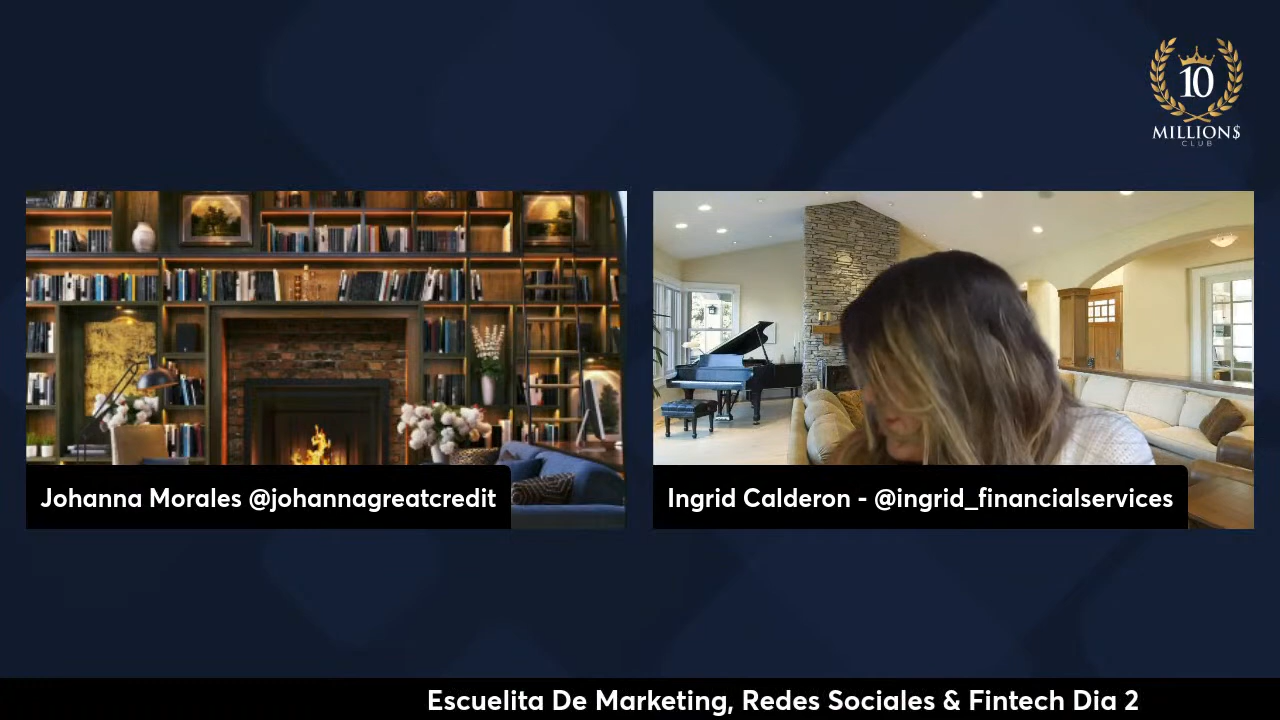 10
MILLION$
CLUB
Johanna Morales @johannagreatcredit
Ingrid Calderon - @ingrid_financialservices
Escuelita De Marketing, Redes Sociales & Fintech Dia 2